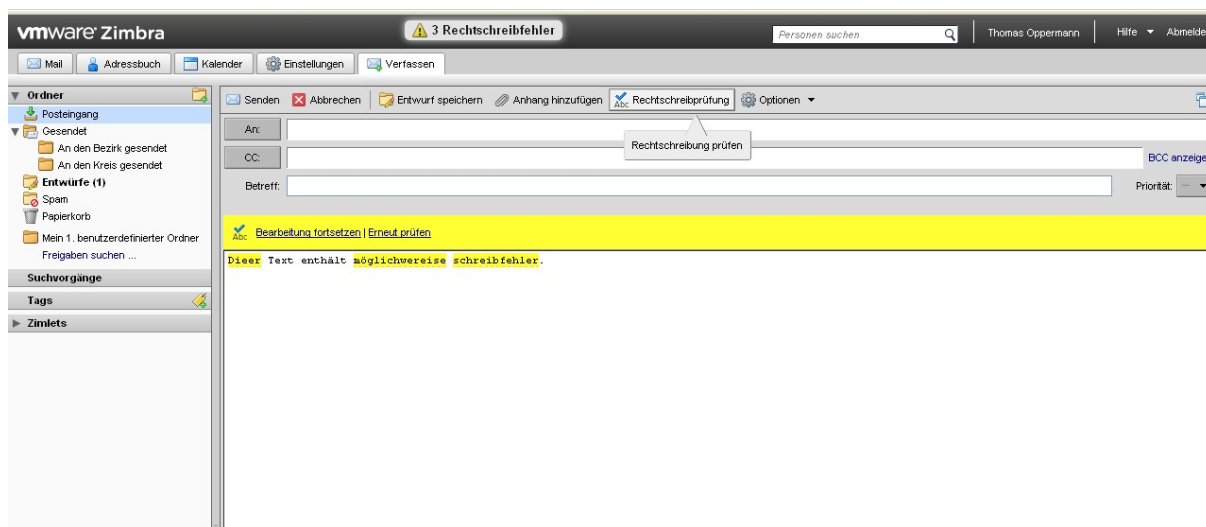 vmware Zimbra
3 Rechtschreibfehler
Personen suchen
Thomas Oppermann
Hilfe
Abmelde
Mail
Adressbuch
Kalender
Einstellungen
Verfassen
Ordner
Posteingang
Gesendet
An den Bezirk gesendet
An den Kreis gesendet
Entwürfe (1)
Spam
Papierkorb
Mein 1. benutzerdefinierter Ordner
Freigaben suchen ...
Suchvorgänge
Tags
Zimlets
Senden
Abbrechen
Entwurf speichern
Anhang hinzufügen
Abc Rechtschreibprüfung
Optionen
Rechtschreibung prüfen
An:
CC:
BCC anzeige
Betreff:
Priorität:
Abc Bearbeitung fortsetzen | Erneut prüfen
Dieer Text enthält möglichwereise schreibfehler.